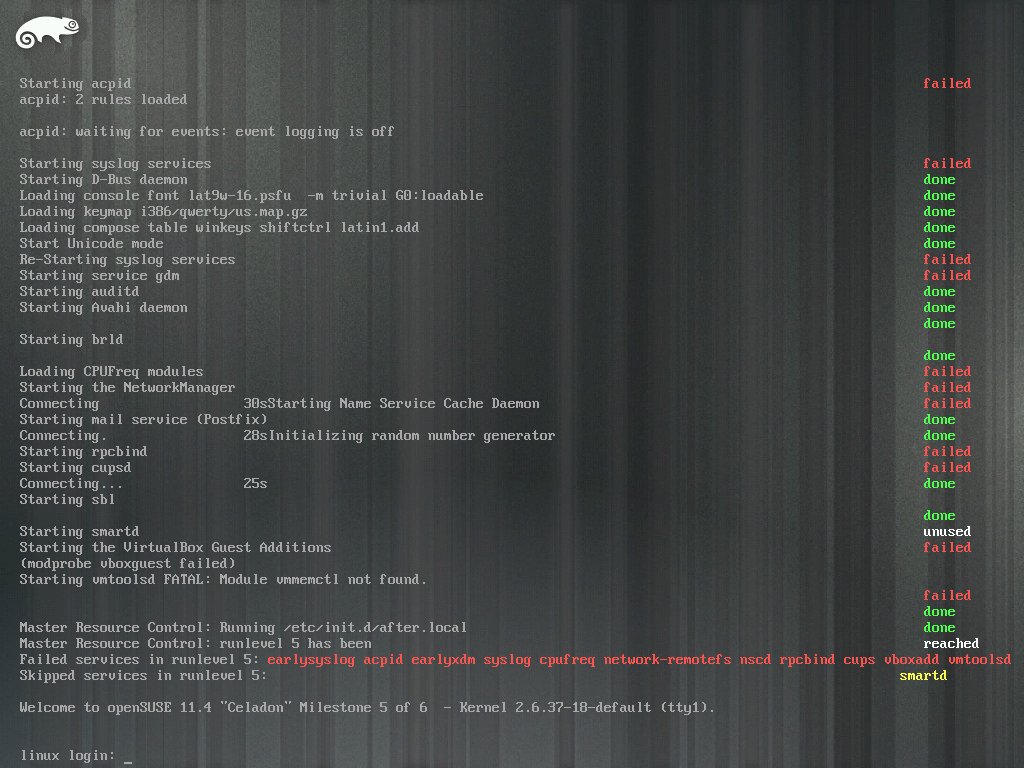 Starting acpid failed
acpid: 2 rules loaded
acpid: waiting for events: event logging is off
Starting syslog services failed
Starting D-Bus daemon done
Loading console font lat9w-16.psfu  -m trivial G0:loadable done
Loading keymap i386/qwerty/us.map.gz done
Loading compose table winkeys shiftctrl latin1.add done
Start Unicode mode done
Re-Starting syslog services failed
Starting service gdm failed
Starting auditd done
Starting Avahi daemon done
done
Starting brld
done
Loading CPUFreq modules failed
Starting the NetworkManager failed
Connecting 30sStarting Name Service Cache Daemon failed
Starting mail service (Postfix) done
Connecting. 28sInitializing random number generator done
Starting rpcbind failed
Starting cupsd failed
Connecting... 25s done
Starting sbl
done
Starting smartd unused
Starting the VirtualBox Guest Additions failed
(modprobe vboxguest failed)
Starting vmtoolsd FATAL: Module vmmemctl not found.
failed
done
Master Resource Control: Running /etc/init.d/after.local done
Master Resource Control: runlevel 5 has been reached
Failed services in runlevel 5: earlysyslog acpid earlyxdm syslog cpufreq network-remotefs nscd rpcbind cups vboxadd vmtoolsd
Skipped services in runlevel 5: smartd
Welcome to openSUSE 11.4 "Celadon" Milestone 5 of 6  - Kernel 2.6.37-18-default (tty1).
linux login: _